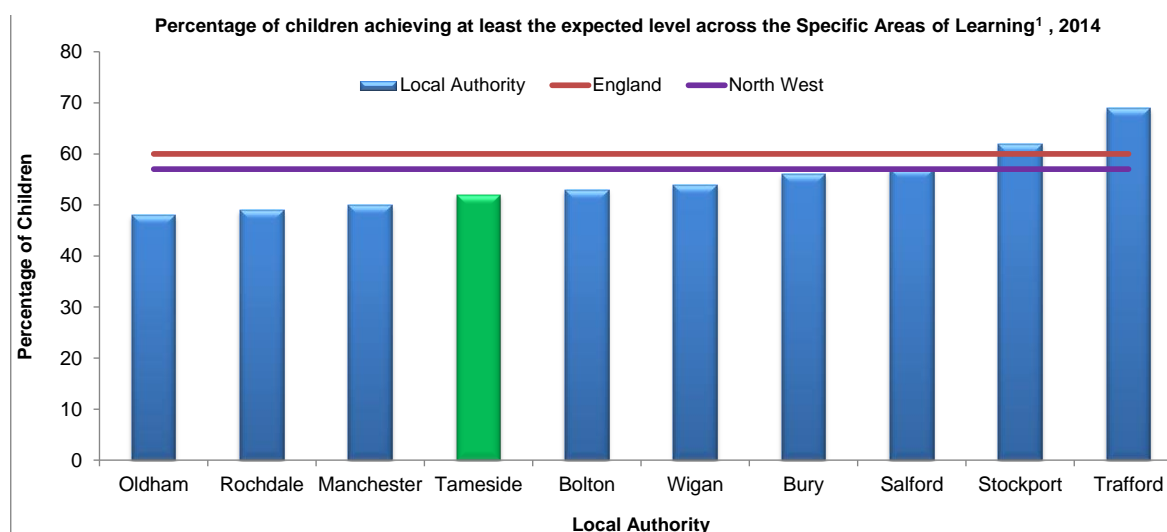 Percentage of children achieving at least the expected level across the Specific Areas of Learning¹ , 2014
80
70
60
50
40
30
20
10
0
Percentage of Children
Local Authority
England
North West
Oldham
Rochdale
Manchester
Tameside
Bolton
Wigan
Bury
Salford
Stockport
Trafford
Local Authority